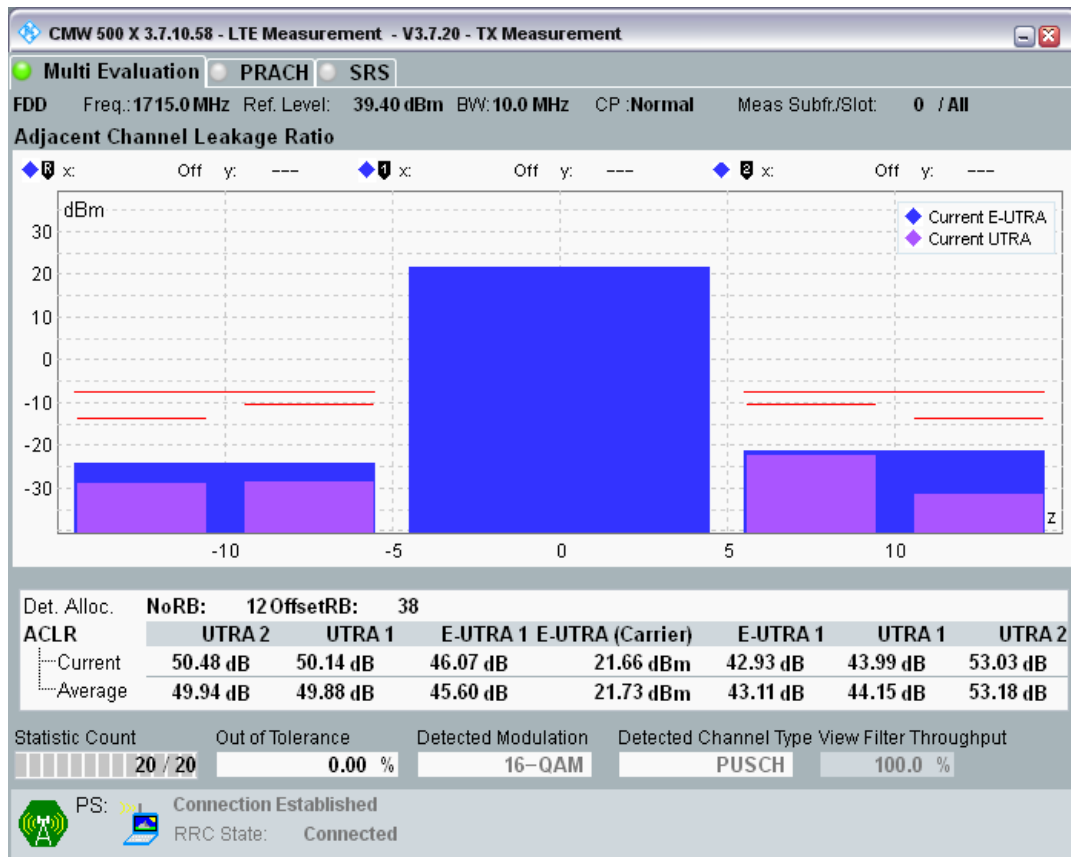 CMW 500 X 3.7.10.58 - LTE Measurement - V3.7.20 - TX Measurement
Multi Evaluation PRACH SRS
FDD Freq.:1715.0 MHz Ref. Level: 39.40 dBm BW:10.0 MHz CP :Normal Meas Subfr./Slot: 0 / All
Adjacent Channel Leakage Ratio
R x: Off y: --- 1 x: Off y: --- 2 x: Off y: ---
dBm
Current E-UTRA
Current UTRA
30
20
10
0
-10
-20
-30
z
-10 -5 0 5 10
Det. Alloc. NoRB: 12 OffsetRB: 38
ACLR UTRA 2 UTRA 1 E-UTRA 1 E-UTRA (Carrier) E-UTRA 1 UTRA 1 UTRA 2
Current 50.48 dB 50.14 dB 46.07 dB 21.66 dBm 42.93 dB 43.99 dB 53.03 dB
Average 49.94 dB 49.88 dB 45.60 dB 21.73 dBm 43.11 dB 44.15 dB 53.18 dB
Statistic Count Out of Tolerance Detected Modulation Detected Channel Type View Filter Throughput
20 / 20 0.00 % 16-QAM PUSCH 100.0 %
PS: Connection Established
RRC State: Connected